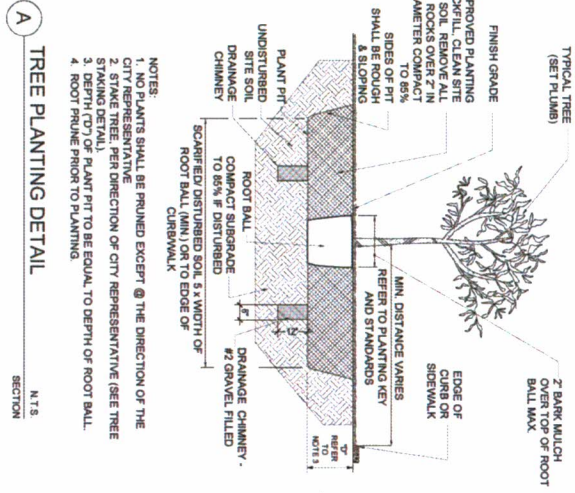 TYPICAL TREE
(SET PLUMB)
2" BARK MULCH
OVER TOP OF ROOT
BALL MAX.
FINISH GRADE
PROVED PLANTING
CKFILL, CLEAN SITE
SOIL REMOVE ALL
ROCKS OVER 2" IN
AMETER COMPACT
TO 85%
SIDES OF PIT
SHALL BE ROUGH
& SLOPING
PLANT PIT
UNDISTURBED
SITE SOIL
DRAINAGE
CHIMNEY
MIN. DISTANCE VARIES
REFER TO PLANTING KEY
AND STANDARDS
EDGE OF
CURB OR
SIDEWALK
"D"
REFER
TO
NOTE 3
ROOT BALL
COMPACT SUBGRADE
TO 85% IF DISTURBED
DRAINAGE CHIMNEY -
#2 GRAVEL FILLED
SCARIFIED/ DISTURBED SOIL 5 x WIDTH OF
ROOT BALL (MIN ) OR TO EDGE OF
CURB/WALK
NOTES:
1. NO PLANTS SHALL BE PRUNED EXCEPT @ THE DIRECTION OF THE
CITY REPRESENTATIVE
2. STAKE TREE, PER DIRECTION OF CITY REPRESENTATIVE (SEE TREE
STAKING DETAIL).
3. DEPTH ("D") OF PLANT PIT TO BE EQUAL TO DEPTH OF ROOT BALL.
4. ROOT PRUNE PRIOR TO PLANTING.
A TREE PLANTING DETAIL
N.T.S.
SECTION